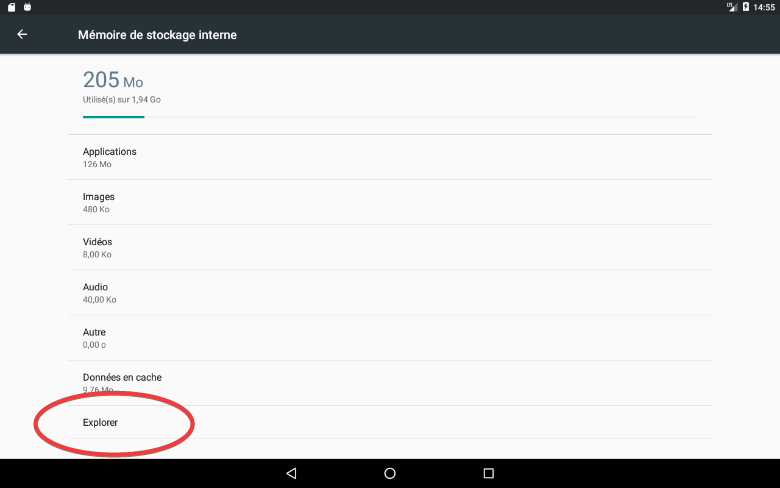 14:55
Mémoire de stockage interne
205 Mo
Utilisé(s) sur 1,94 Go
Applications
126 Mo
Images
480 Ko
Vidéos
8,00 Ko
Audio
40,00 Ko
Autre
0,00 o
Données en cache
9,76 Mo
Explorer